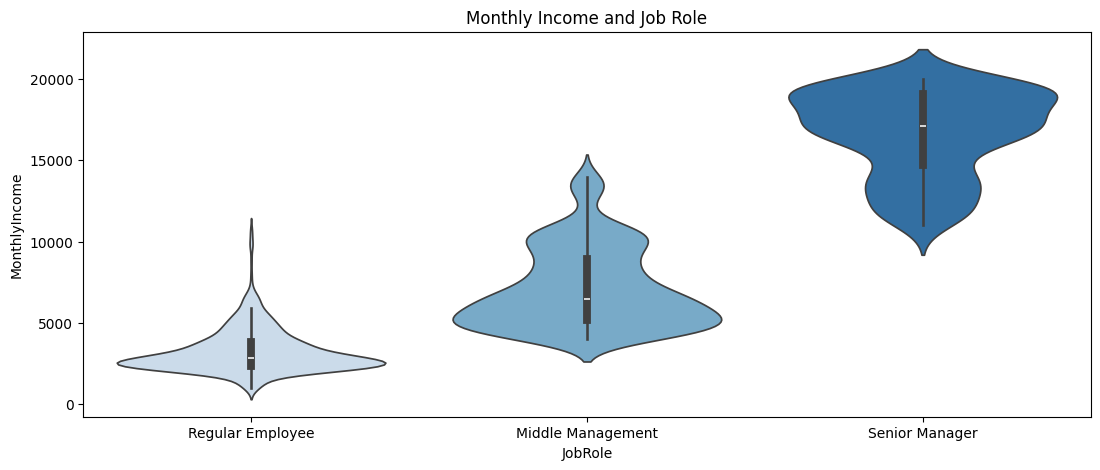 Monthly Income and Job Role
MonthlyIncome
20000
15000
10000
5000
0
Regular Employee
Middle Management
Senior Manager
JobRole